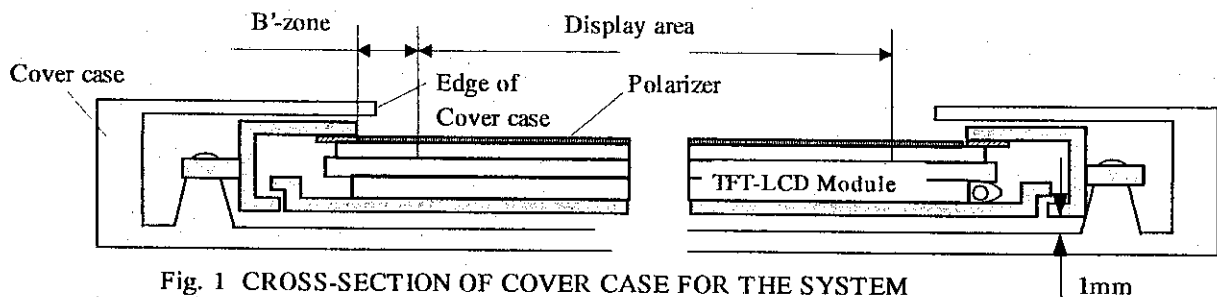 B'-zone
Display area
Cover case
Edge of
Cover case
Polarizer
TFT-LCD Module
1mm
Fig. 1 CROSS-SECTION OF COVER CASE FOR THE SYSTEM